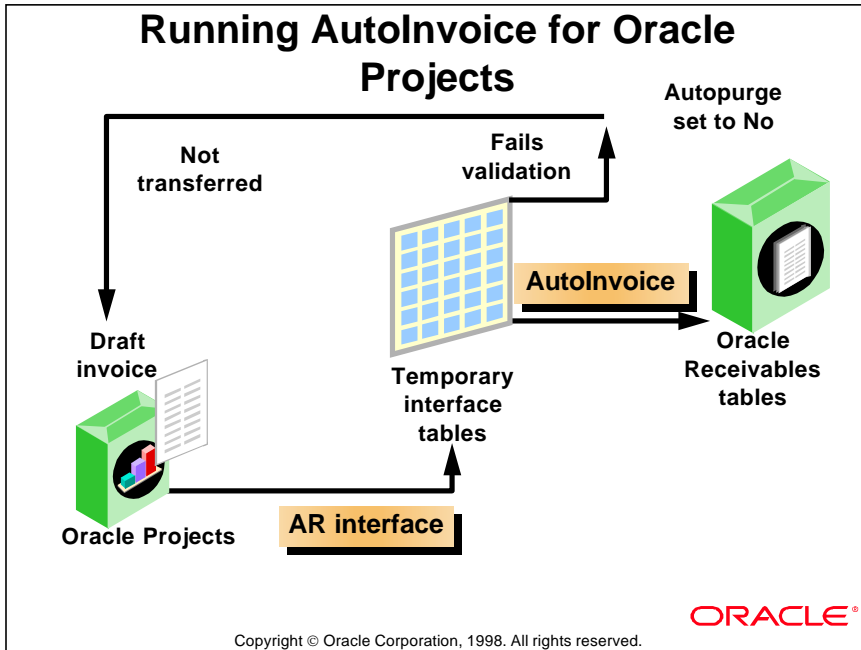 Running AutoInvoice for Oracle
Projects
Autopurge
set to No
Not
transferred
Fails
validation
AutoInvoice
Draft
invoice
Temporary
interface
tables
Oracle
Receivables
tables
Oracle Projects
AR interface
ORACLE®
Copyright © Oracle Corporation, 1998. All rights reserved.